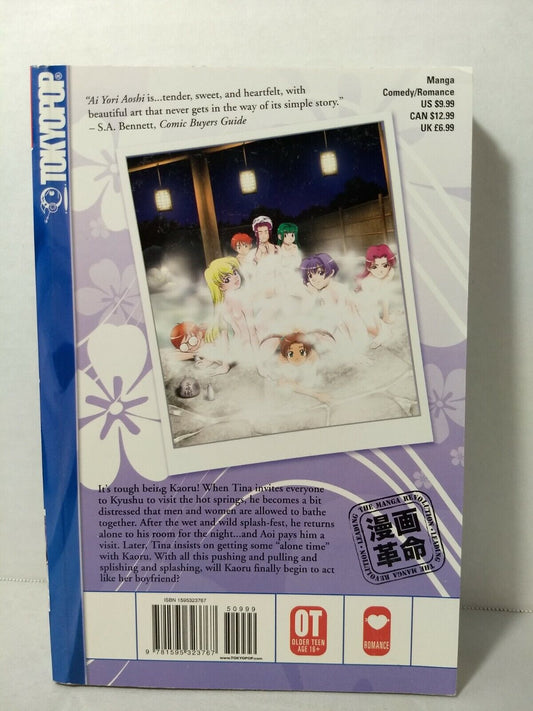 TOKYOPOP®
"Ai Yori Aoshi is...tender, sweet, and heartfelt, with
beautiful art that never gets in the way of its simple story."
– S.A. Bennett, Comic Buyers Guide
Manga
Comedy/Romance
US $9.99
CAN $12.99
UK £6.99
It's tough being Kaoru! When Tina invites everyone
to Kyushu to visit the hot springs, he becomes a bit
distressed that men and women are allowed to bathe
together. After the wet and wild splash-fest, he returns
alone to his room for the night...and Aoi pays him a
visit. Later, Tina insists on getting some "alone time"
with Kaoru. With all this pushing and pulling and
splishing and splashing, will Kaoru finally begin to act
like her boyfriend?
LEADING • THE MANGA REVOLUTION • LEADING • THE MANGA REVOLUTION •
漫画
革命
ISBN 1595323767
50999
9 781595 323767
www.TOKYOPOP.com
OT
OLDER TEEN
AGE 16+
ROMANCE